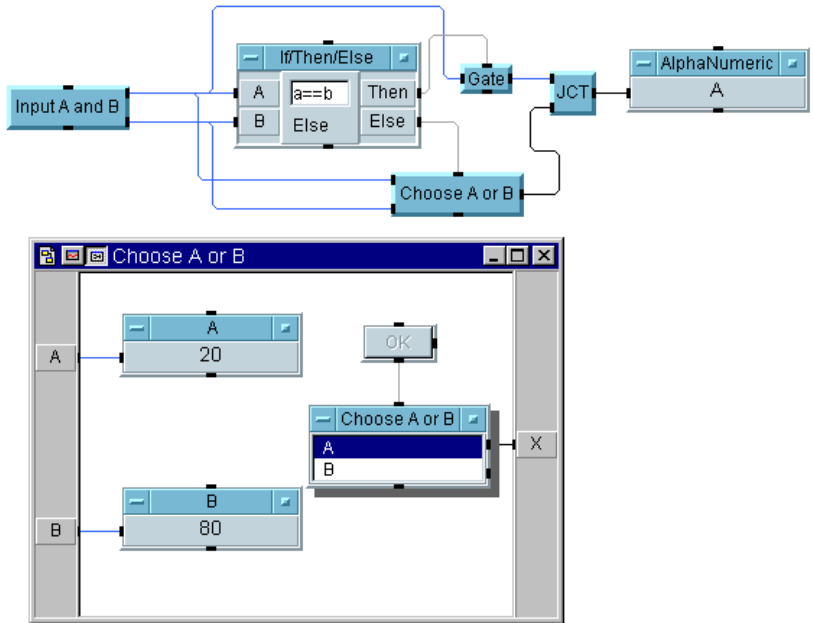 If/Then/Else
AlphaNumeric
Gate
Input A and B
A
a==b
Then
JCT
A
B
Else
Else
Choose A or B
Choose A or B
A
20
OK
A
Choose A or B
A
B
X
B
80
B